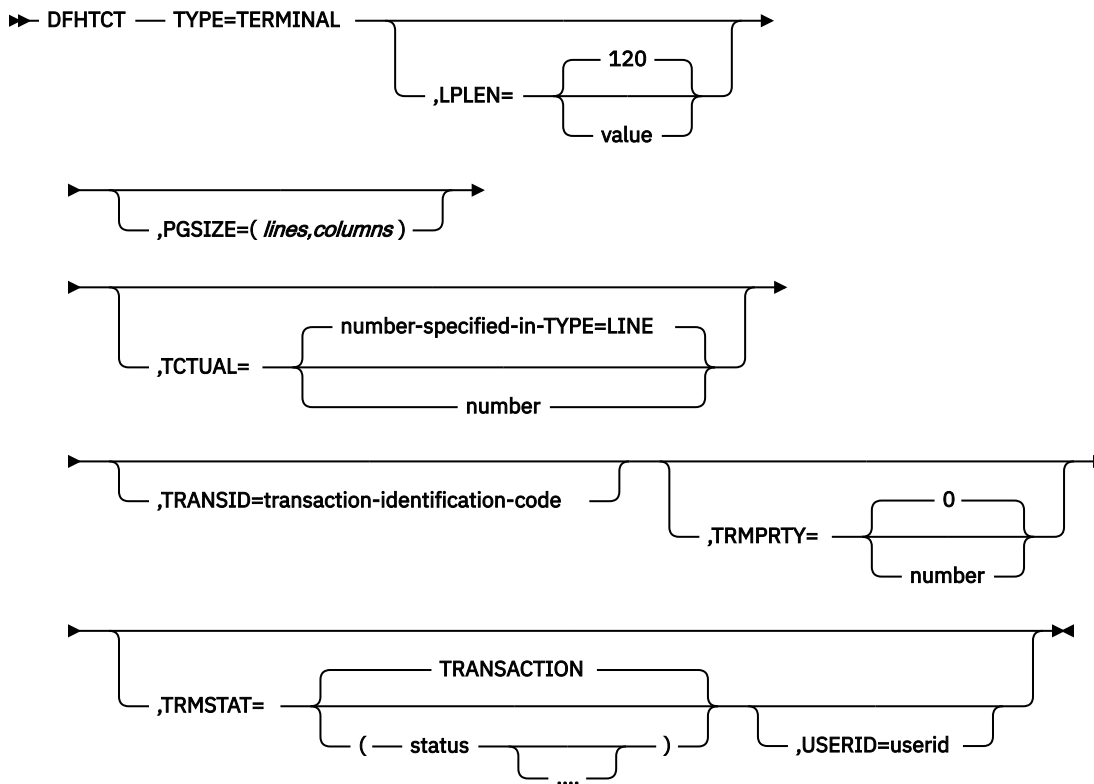 DFHTCT TYPE=TERMINAL
,LPLEN=
120
value
,PGSIZE=( lines,columns )
,TCTUAL=
number-specified-in-TYPE=LINE
number
,TRANSID=transaction-identification-code
,TRMPRTY=
0
number
,TRMSTAT=
TRANSACTION
( status .... )
,USERID=userid